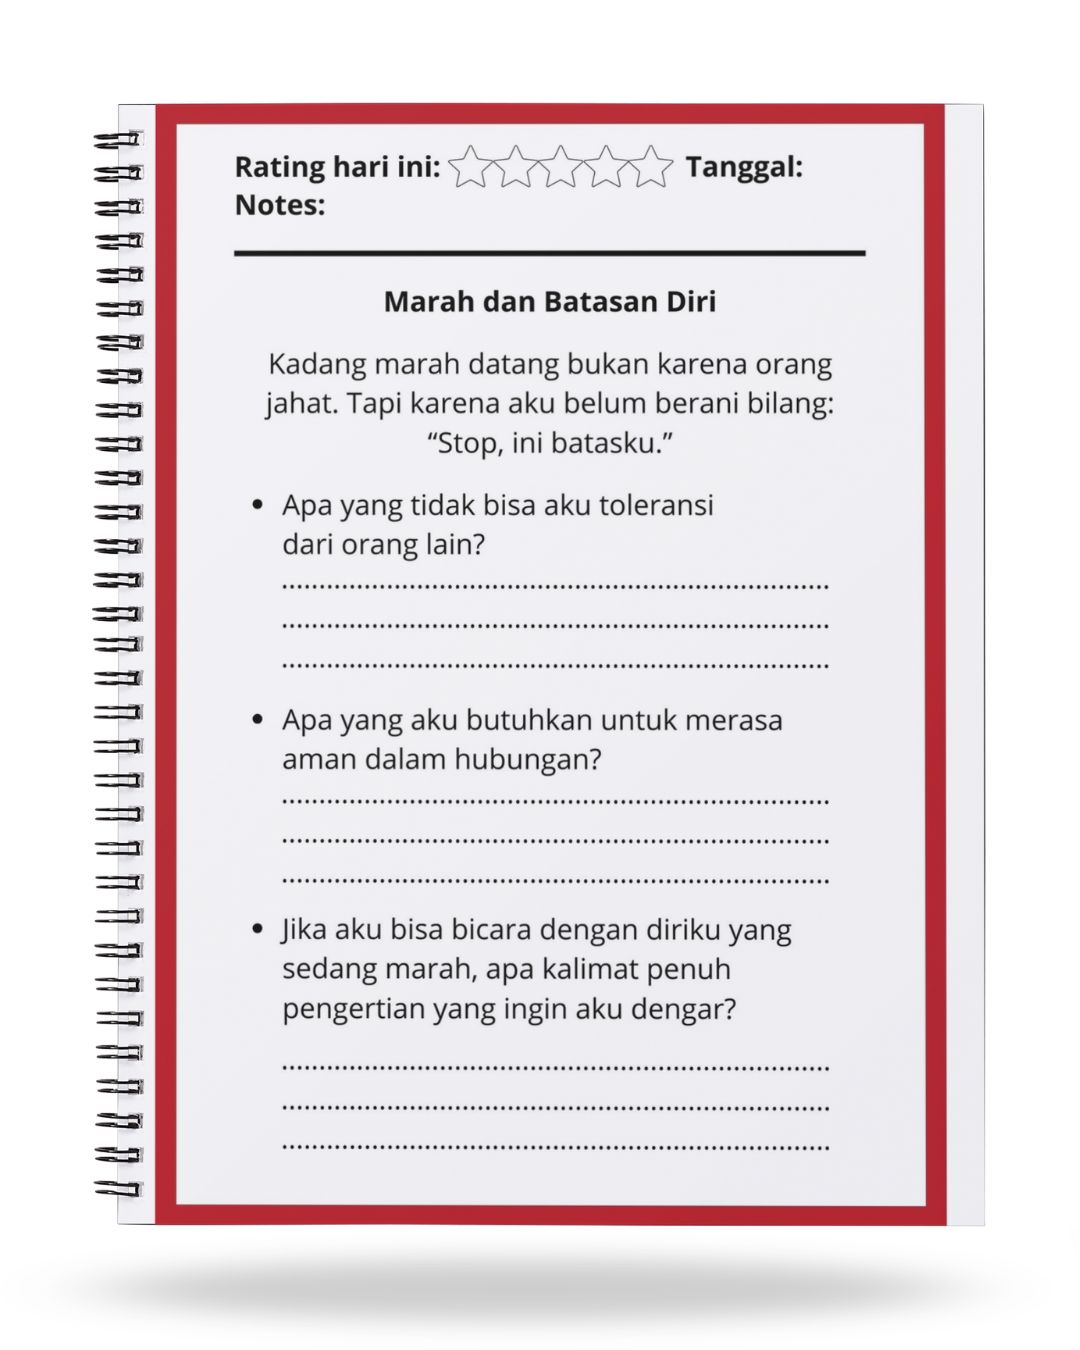 Rating hari ini: Tanggal:
Notes:
Marah dan Batasan Diri
Kadang marah datang bukan karena orang
jahat. Tapi karena aku belum berani bilang:
“Stop, ini batasku.”
• Apa yang tidak bisa aku toleransi
dari orang lain?
• Apa yang aku butuhkan untuk merasa
aman dalam hubungan?
• Jika aku bisa bicara dengan diriku yang
sedang marah, apa kalimat penuh
pengertian yang ingin aku dengar?